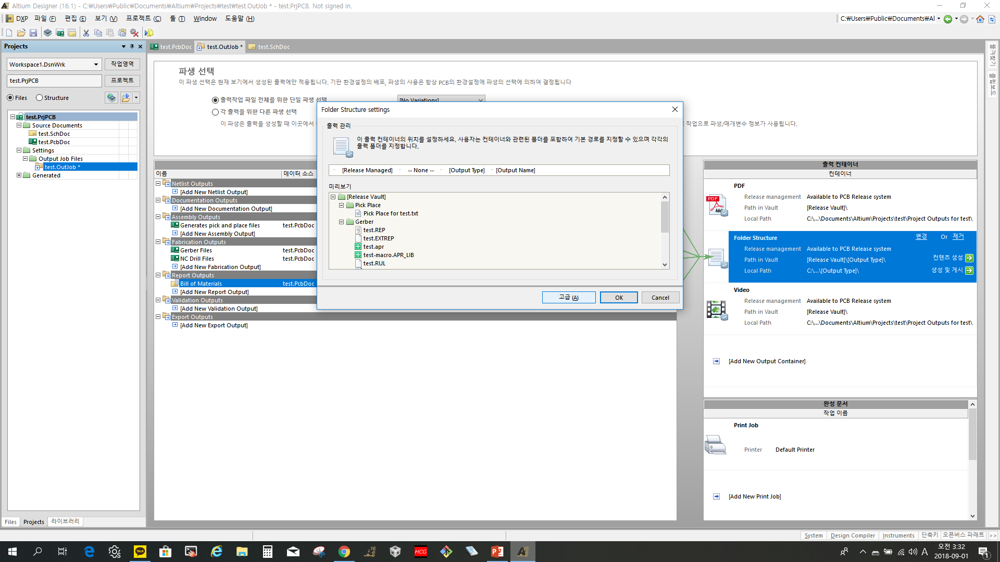 Altium Designer (16.1) - C:₩Users₩Public₩Documents₩Altium₩Projects₩test₩test.OutJob * - test.PrjPCB. Not signed in.
DXP 파일 (F) 편집 (E) 보기 (V) 프로젝트 (C) 툴 (T) Window 도움말 (H)
C:₩Users₩Public₩Documents₩Al
Projects
test.PcbDoc
test.OutJob *
test.SchDoc
Workspace1.DsnWrk
작업영역
test.PrjPCB
프로젝트
Files
Structure
test.PrjPCB
Source Documents
test.SchDoc
test.PcbDoc
Settings
Output Job Files
test.OutJob *
Generated
파생 선택
이 파생 선택은 현재 보기에서 생성된 출력에만 적용됩니다. 기판 환경설정의 배포, 파생의 사용은 항상 PCB의 환경설정에 파생의 선택에 의하여 결정됩니다
출력작업 파일 전체를 위한 단일 파생 선택
[No Variations]
각 출력을 위한 다른 파생 선택
이 파생은 출력을 생성할 때 이곳에서
작업으로 파생/매개변수 정보가 사용됩니다.
이름
데이터 소스
Netlist Outputs
[Add New Netlist Output]
Documentation Outputs
[Add New Documentation Output]
Assembly Outputs
Generates pick and place files test.PcbDoc
[Add New Assembly Output]
Fabrication Outputs
Gerber Files test.PcbDoc
NC Drill Files test.PcbDoc
[Add New Fabrication Output]
Report Outputs
Bill of Materials test.PcbDoc
[Add New Report Output]
Validation Outputs
[Add New Validation Output]
Export Outputs
[Add New Export Output]
Folder Structure settings
출력 관리
이 출력 컨테이너의 위치를 설정하세요. 사용자는 컨테이너와 관련된 폴더를 포함하여 기본 경로를 지정할 수 있으며 각각의
출력 폴더를 지정합니다.
[Release Managed] -- None -- [Output Type] [Output Name]
미리보기
[Release Vault]
Pick Place
Pick Place for test.txt
Gerber
test.REP
test.EXTREP
test.apr
test-macro.APR_LIB
test.RUL
고급 (A)
OK
Cancel
출력 컨테이너
컨테이너
PDF
Release management Available to PCB Release system
Path in Vault [Release Vault]\
Local Path C:\...\Documents\Altium\Projects\test\Project Outputs for test\
Folder Structure 변경 Or 제거
Release management Available to PCB Release system
Path in Vault [Release Vault]\[Output Type]\ 컨텐츠 생성
Local Path C:\...\[Output Type]\ 생성 및 게시
Video
Release management Available to PCB Release system
Path in Vault [Release Vault]\
Local Path C:\...\Documents\Altium\Projects\test\Project Outputs for test\
[Add New Output Container]
완성 문서
작업 이름
Print Job
Printer Default Printer
[Add New Print Job]
즐겨찾기
클립보드
Files
Projects
라이브러리
System
Design Compiler
Instruments
단축키
오픈버스 파레트
>>
TALK
HCG
A
오전 3:32
2018-09-01
1